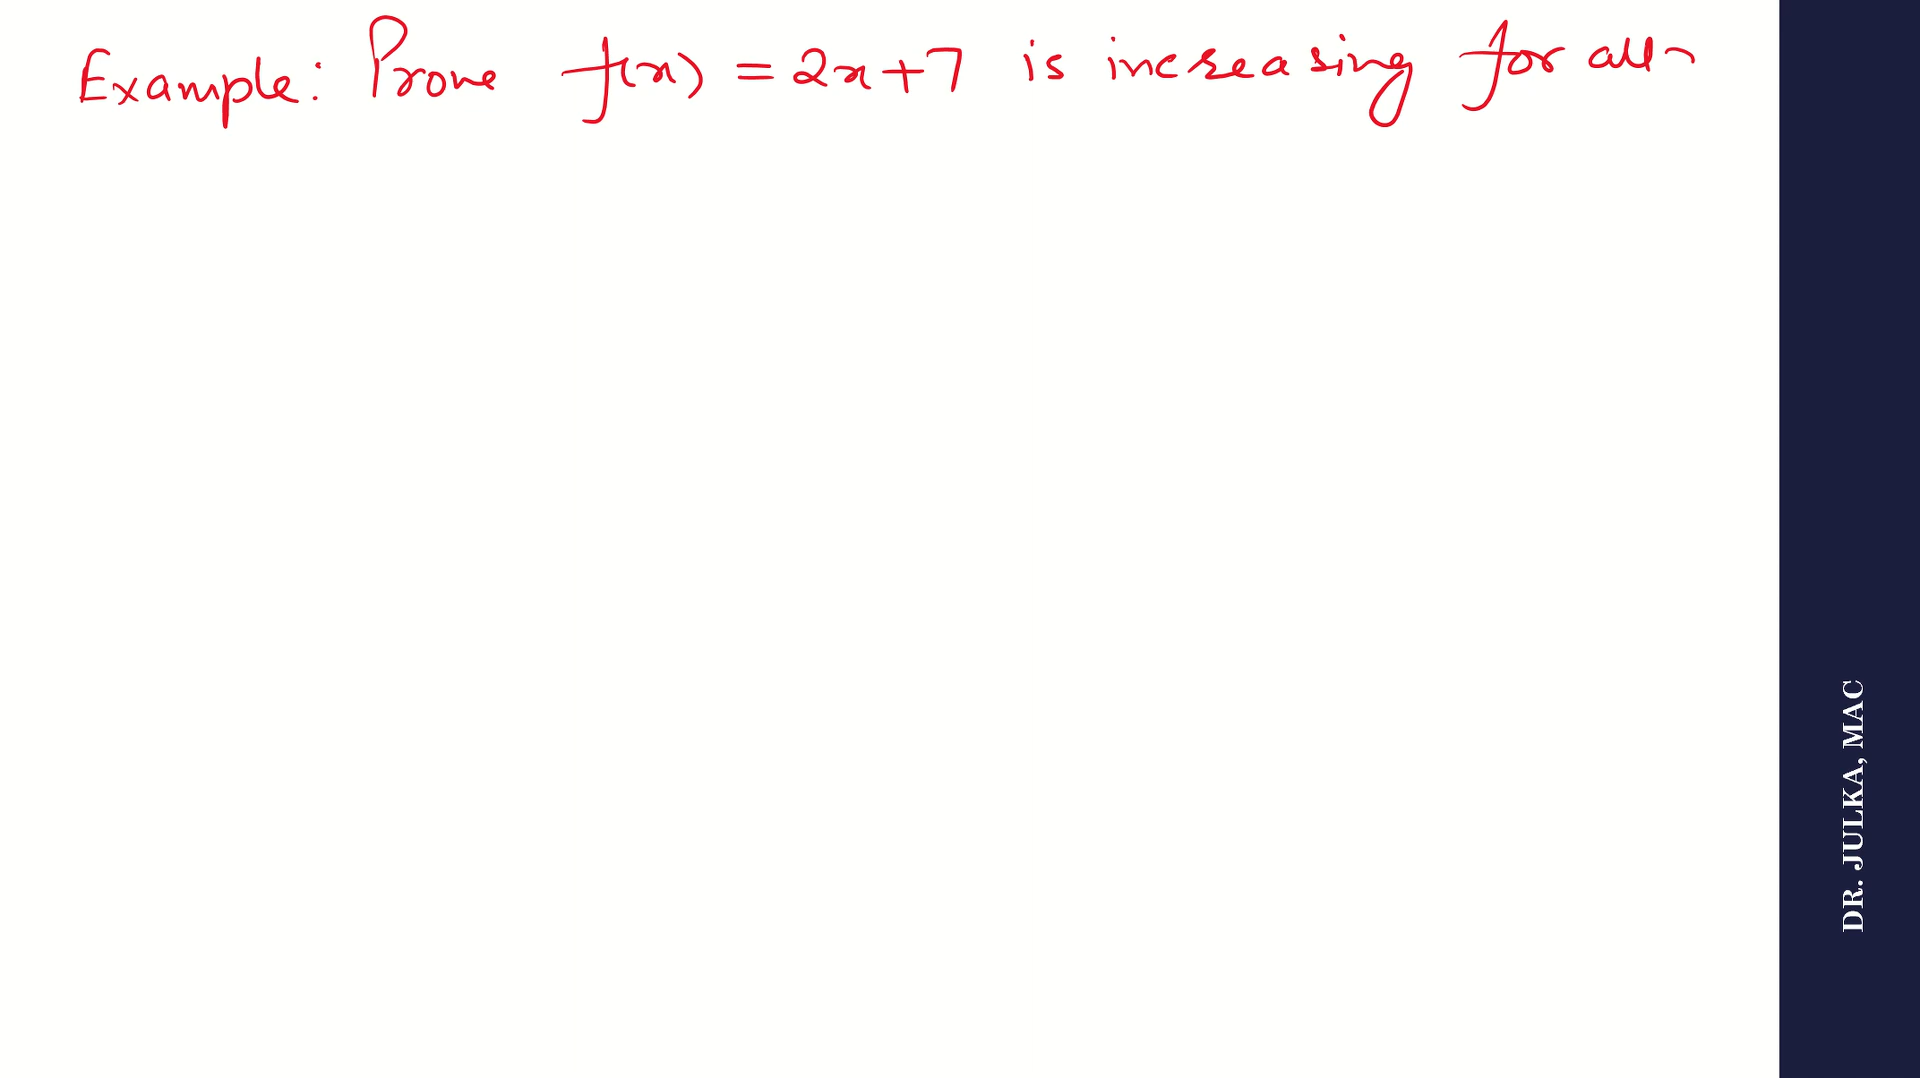 Example: Prove f(x) = 2x+7 is increasing for all
DR. JULKA, MAC